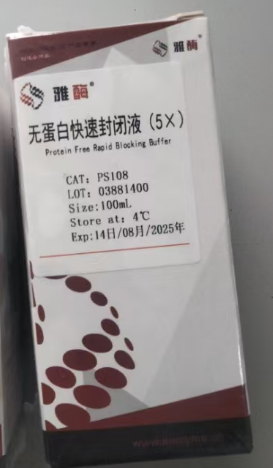 雅酶®
雅酶®
无蛋白快速封闭液（5×）
Protein Free Rapid Blocking Buffer
CAT: PS108
LOT: 03881400
Size:100mL
Store at: 4℃
Exp:14日/08月/2025年